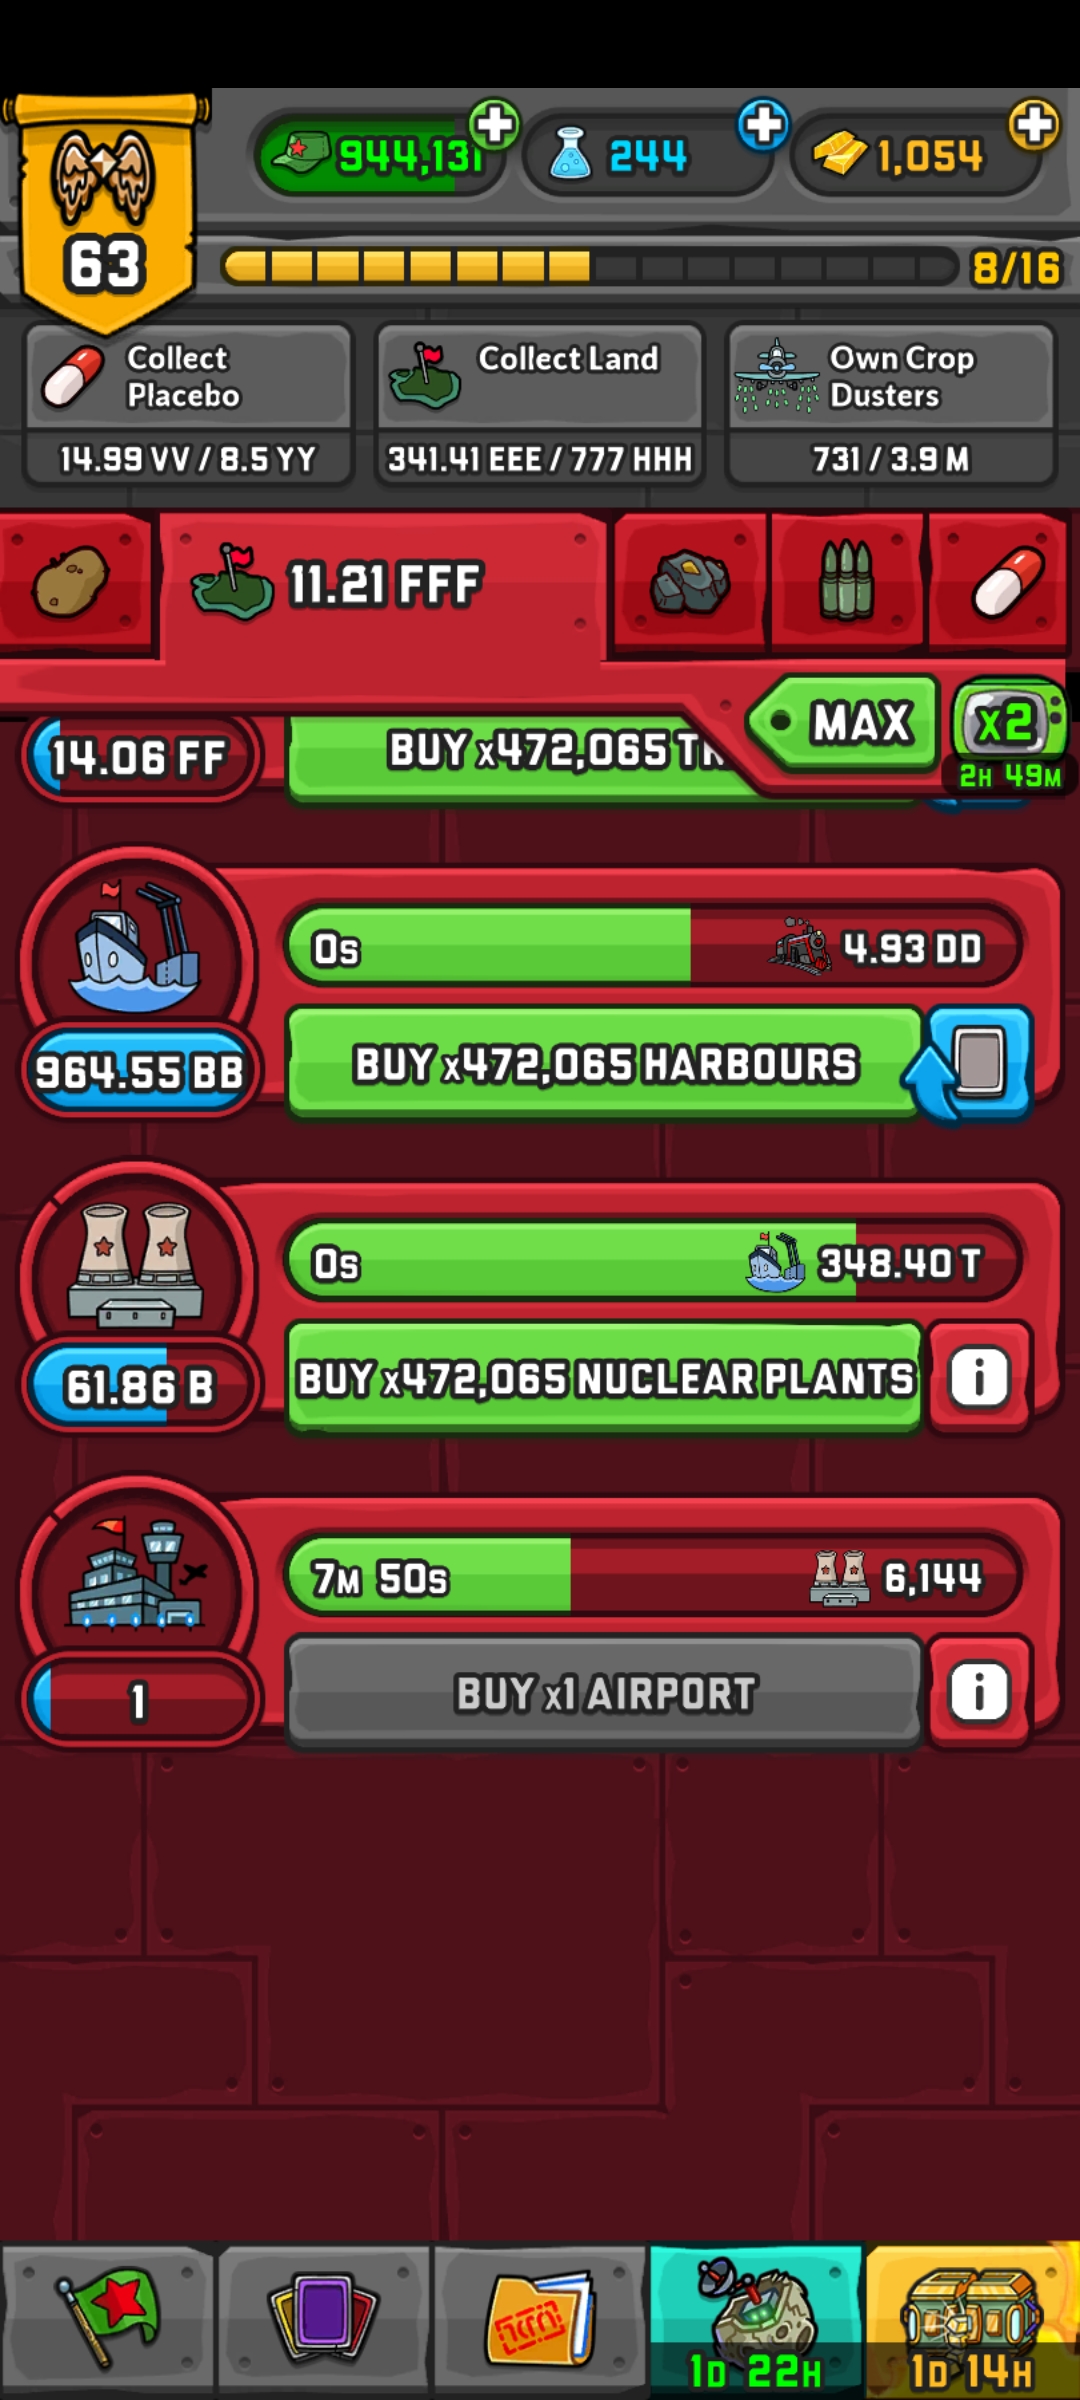 944,131
244
1,054
63
8/16
Collect
Placebo
14.99 VV / 8.5 YY
Collect Land
341.41 EEE / 777 HHH
Own Crop
Dusters
731 / 3.9 M
11.21 FFF
MAX
x2
2H 49M
14.06 FF
BUY x472,065
0s
4.93 DD
964.55 BB
BUY x472,065 HARBOURS
0s
348.40 T
61.86 B
BUY x472,065 NUCLEAR PLANTS
i
7M 50s
6,144
1
BUY x1 AIRPORT
i
1D 22H
1D 14H